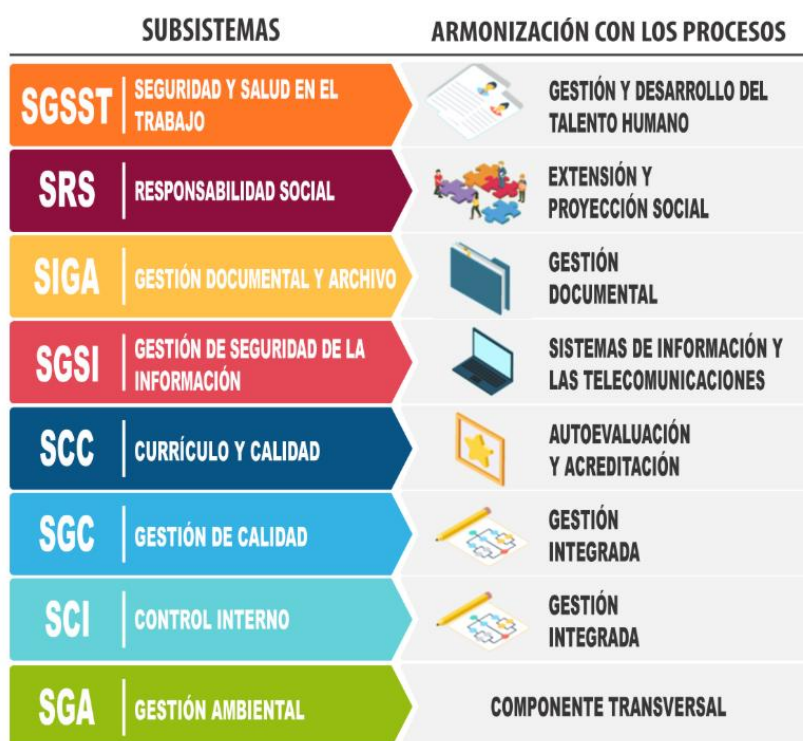 SUBSISTEMAS
ARMONIZACIÓN CON LOS PROCESOS
SGSST
SEGURIDAD Y SALUD EN EL
TRABAJO
GESTIÓN Y DESARROLLO DEL
TALENTO HUMANO
SRS
RESPONSABILIDAD SOCIAL
EXTENSIÓN Y
PROYECCIÓN SOCIAL
SIGA
GESTIÓN DOCUMENTAL Y ARCHIVO
GESTIÓN
DOCUMENTAL
SGSI
GESTIÓN DE SEGURIDAD DE LA
INFORMACIÓN
SISTEMAS DE INFORMACIÓN Y
LAS TELECOMUNICACIONES
SCC
CURRÍCULO Y CALIDAD
AUTOEVALUACIÓN
Y ACREDITACIÓN
SGC
GESTIÓN DE CALIDAD
GESTIÓN
INTEGRADA
SCI
CONTROL INTERNO
GESTIÓN
INTEGRADA
SGA
GESTIÓN AMBIENTAL
COMPONENTE TRANSVERSAL